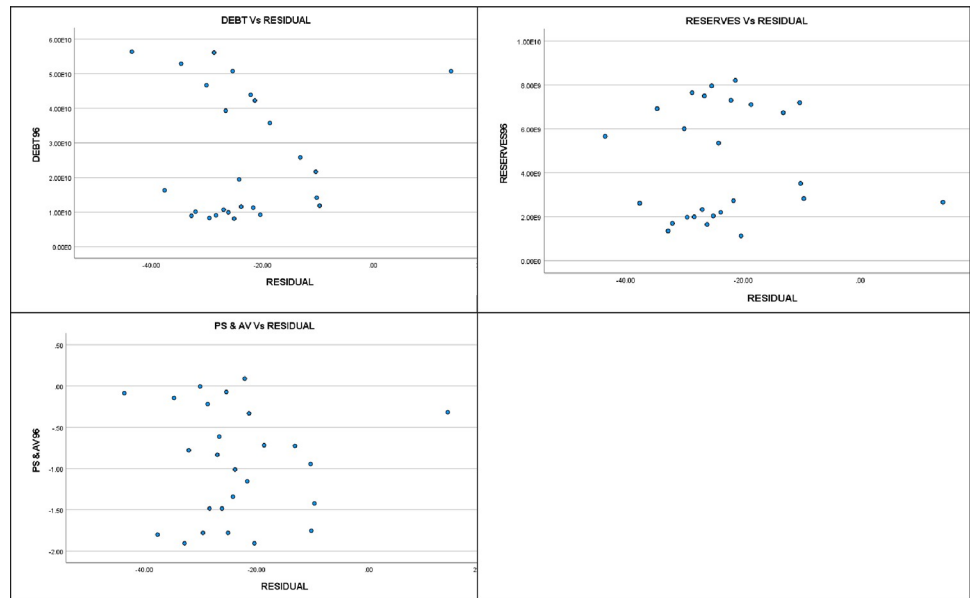 DEBT Vs RESIDUAL
6.00E10
5.00E10
4.00E10
3.00E10
2.00E10
1.00E10
0.00E0
DEBT96
-40.00
-20.00
.00
RESIDUAL
RESERVES Vs RESIDUAL
1.00E10
8.00E9
6.00E9
4.00E9
2.00E9
0.00E0
RESERVES96
-40.00
-20.00
.00
RESIDUAL
PS & AV Vs RESIDUAL
.50
.00
-.50
-1.00
-1.50
-2.00
PS & AV96
-40.00
-20.00
.00
2
RESIDUAL